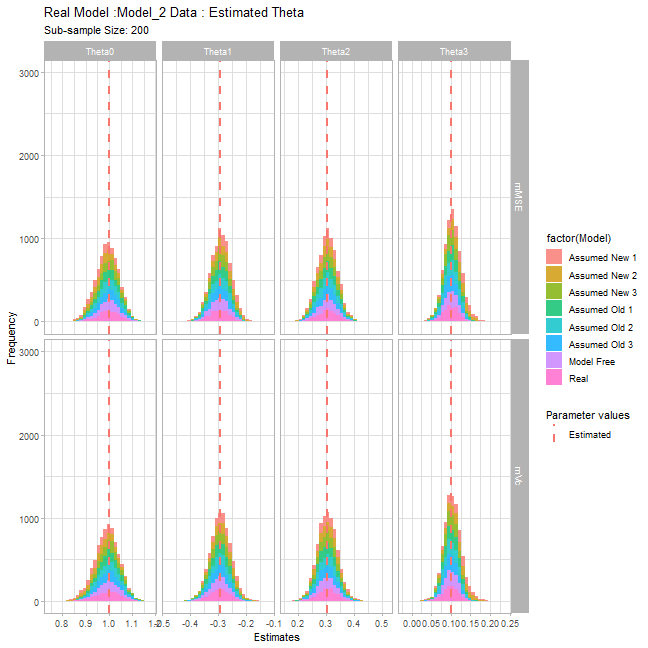 Real Model :Model_2 Data : Estimated Theta
Sub-sample Size: 200
Theta0 Theta1 Theta2 Theta3
3000
2000
1000
0
mMSE
Frequency
3000
2000
1000
0
mVc
0.8 0.9 1.0 1.1 1.2
-0.5 -0.4 -0.3 -0.2 -0.1
0.2 0.3 0.4 0.5
0.00 0.05 0.10 0.15 0.20 0.25
Estimates
factor(Model)
Assumed New 1
Assumed New 2
Assumed New 3
Assumed Old 1
Assumed Old 2
Assumed Old 3
Model Free
Real
Parameter values
Estimated